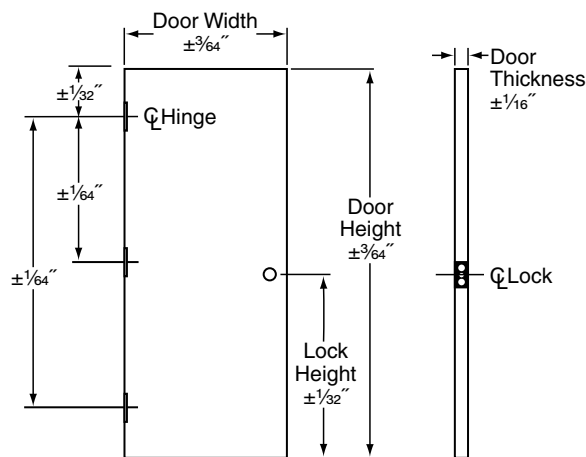 Door Width
±3⁄64″
Door
Thickness
±1⁄16″
±1⁄32″
℄Hinge
±1⁄64″
Door
Height
±3⁄64″
±1⁄64″
℄Lock
Lock
Height
±1⁄32″